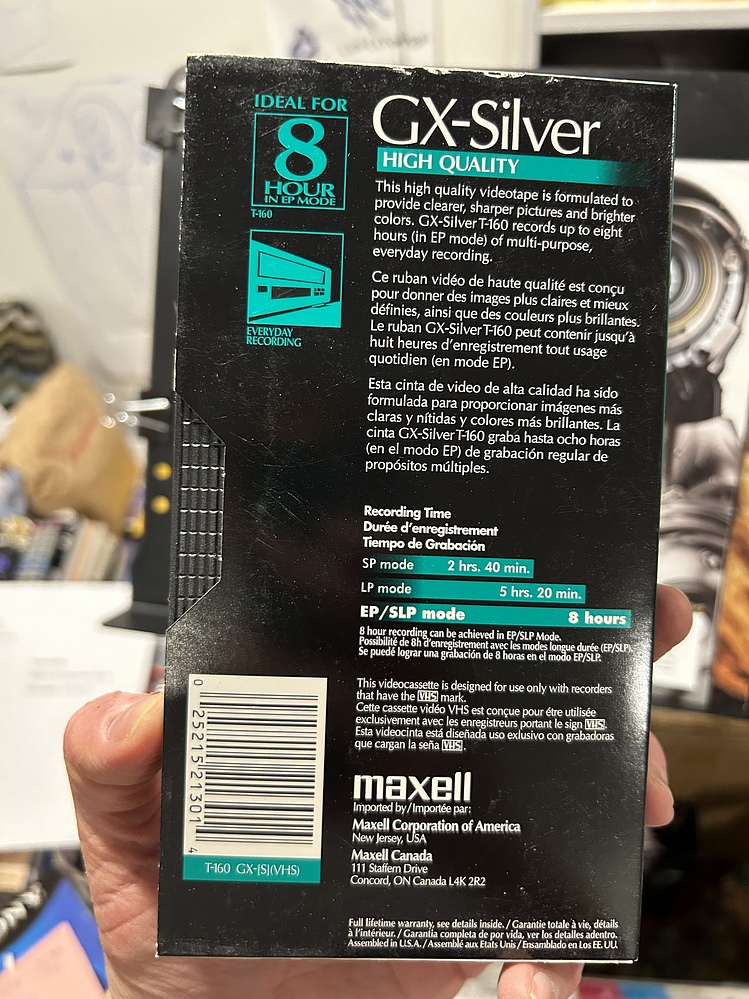 IDEAL FOR
8
HOUR
IN EP MODE
T-160
EVERYDAY
RECORDING
GX-Silver
HIGH QUALITY
This high quality videotape is formulated to
provide clearer, sharper pictures and brighter
colors. GX-Silver T-160 records up to eight
hours (in EP mode) of multi-purpose,
everyday recording.
Ce ruban vidéo de haute qualité est conçu
pour donner des images plus claires et mieux
définies, ainsi que des couleurs plus brillantes.
Le ruban GX-Silver T-160 peut contenir jusqu'à
huit heures d'enregistrement tout usage
quotidien (en mode EP).
Esta cinta de video de alta calidad ha sido
formulada para proporcionar imágenes más
claras y nítidas y colores más brillantes. La
cinta GX-Silver T-160 graba hasta ocho horas
(en el modo EP) de grabación regular de
propósitos múltiples.
Recording Time
Durée d'enregistrement
Tiempo de Grabación
SP mode 2 hrs. 40 min.
LP mode 5 hrs. 20 min.
EP/SLP mode 8 hours
8 hour recording can be achieved in EP/SLP Mode.
Possibilité de 8h d'enregistrement avec les modes longue durée (EP/SLP).
Se puedé lograr una grabación de 8 horas en el modo EP/SLP.
This videocassette is designed for use only with recorders
that have the VHS mark.
Cette cassette vidéo VHS est conçue pour étre utilisée
exclusivement avec les enregistreurs portant le sign VHS.
Esta videocinta está diseñada uso exclusivo con grabadoras
que cargan la seña VHS.
0 25215 21301 4
T-160 GX-[S](VHS)
maxell
Imported by/Importée par:
Maxell Corporation of America
New Jersey, USA
Maxell Canada
111 Staffern Drive
Concord, ON Canada L4K 2R2
Full lifetime warranty, see details inside. / Garantie totale à vie, détails
à l'intérieur. / Garantía completa de por vida, ver los detalles adentro.
Assembled in U.S.A. / Assemblé aux Etats Unis / Ensamblado en Los EE. UU.